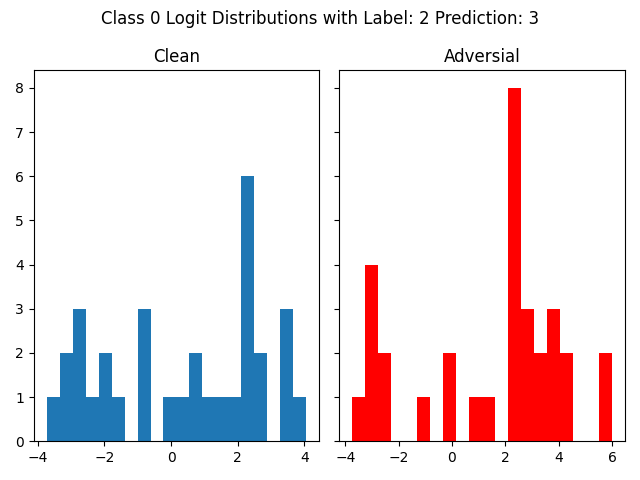 Class 0 Logit Distributions with Label: 2 Prediction: 3
Clean
Adversial
8
7
6
5
4
3
2
1
0
−4 −2 0 2 4
−4 −2 0 2 4 6